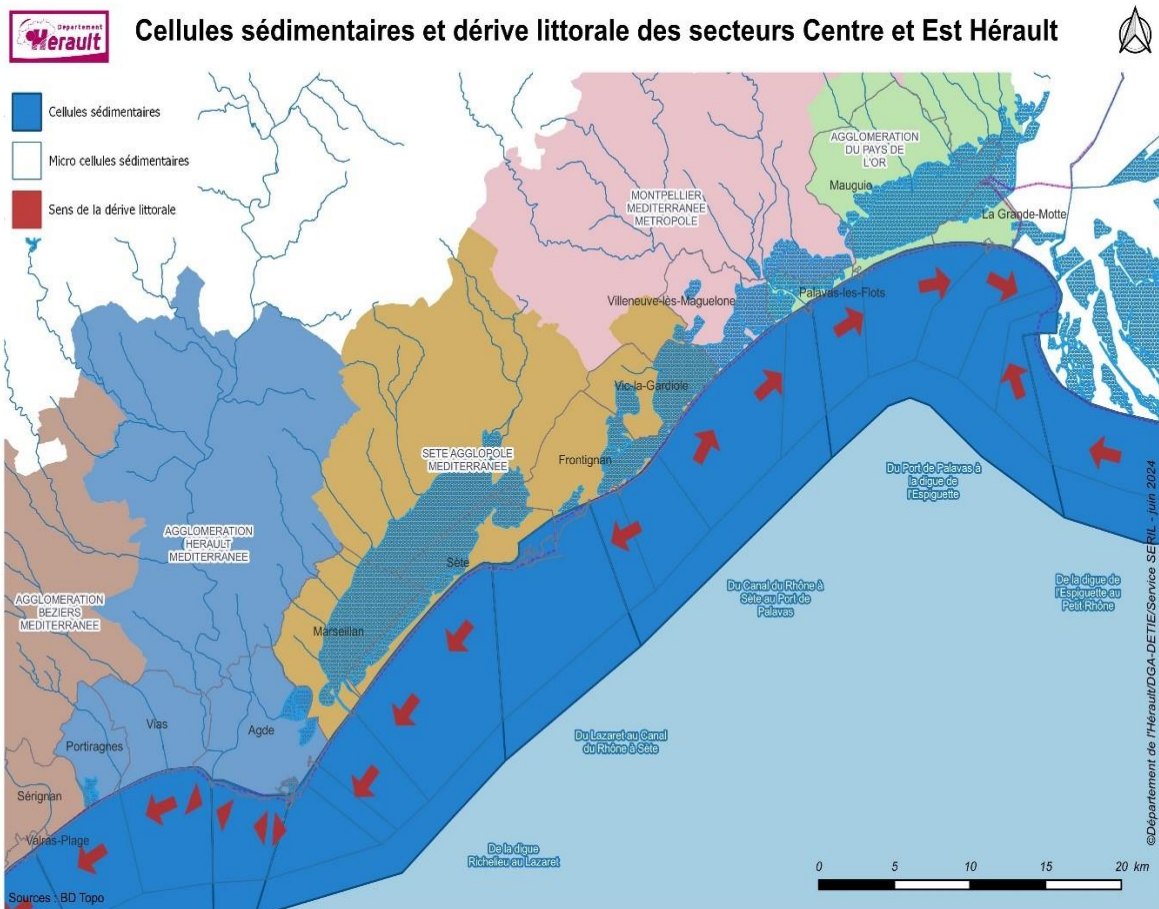 Département
Hérault
Cellules sédimentaires et dérive littorale des secteurs Centre et Est Hérault
Cellules sédimentaires
Micro cellules sédimentaires
Sens de la dérive littorale
AGGLOMERATION
DU PAYS DE
L'OR
Mauguio
La Grande-Motte
MONTPELLIER
MEDITERRANEE
METROPOLE
Palavas-les-Flots
Villeneuve-lès-Maguelone
Vic-la-Gardiole
SETE AGGLOPOLE
MEDITERRANEE
Frontignan
Sète
AGGLOMERATION
HERAULT
MEDITERRANEE
AGGLOMERATION
BEZIERS
MEDITERRANEE
Marseillan
Agde
Vias
Portiragnes
Sérignan
Valras-Plage
Du Port de Palavas à
la digue de
l'Espiguette
De la digue de
l'Espiguette au
Petit Rhône
Du Canal du Rhône à
Sète au Port de
Palavas
Du Lazaret au Canal
du Rhône à Sète
De la digue
Richelieu au Lazaret
0 5 10 15 20 km
Sources : BD Topo
©Département de l'Hérault/DGA-DETIE/Service SERIL - juin 2024